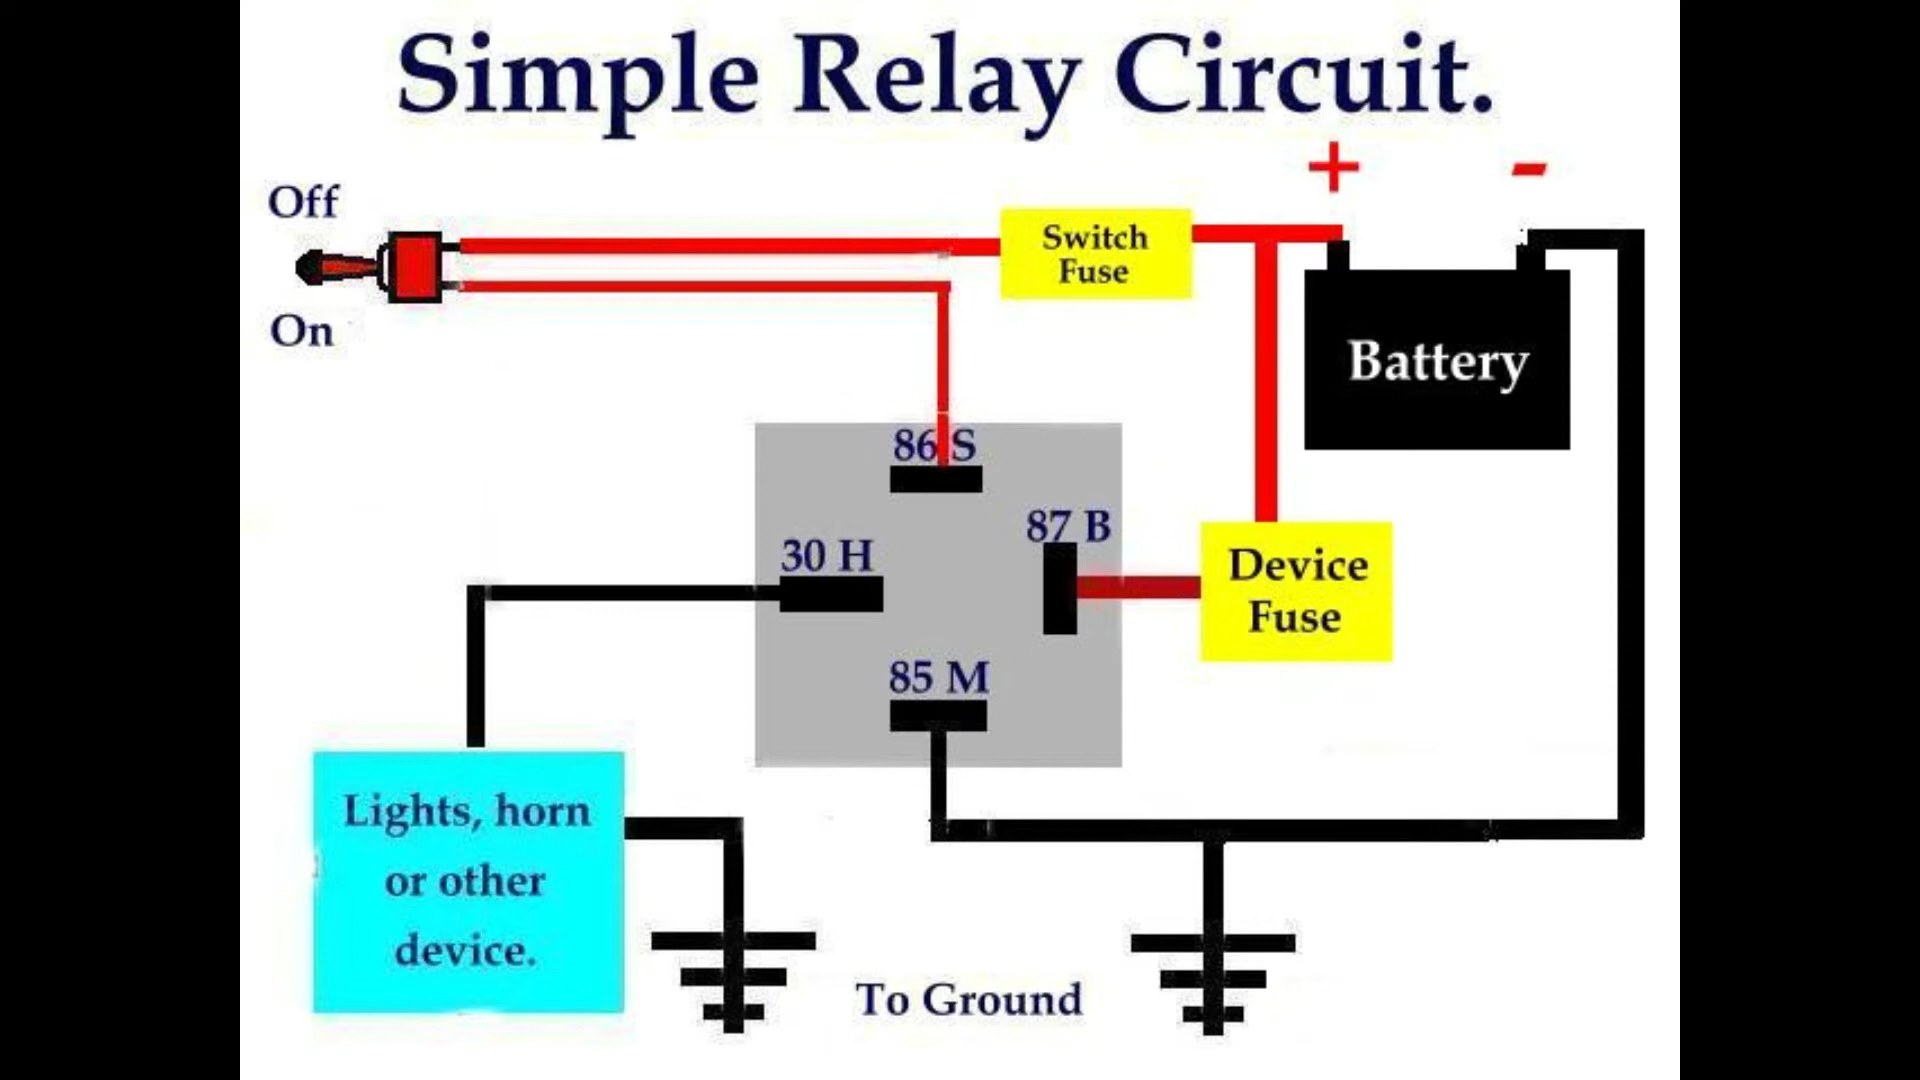 Simple Relay Circuit.
+ -
Off
Switch
Fuse
On
Battery
86 S
87 B
30 H
Device
Fuse
85 M
Lights, horn
or other
device.
To Ground